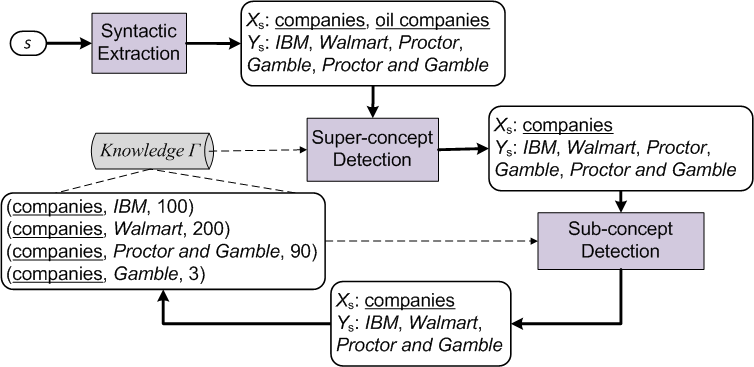 s
Syntactic
Extraction
Xs: companies, oil companies
Ys: IBM, Walmart, Proctor,
Gamble, Proctor and Gamble
Knowledge Γ
Super-concept
Detection
Xs: companies
Ys: IBM, Walmart, Proctor,
Gamble, Proctor and Gamble
(companies, IBM, 100)
(companies, Walmart, 200)
(companies, Proctor and Gamble, 90)
(companies, Gamble, 3)
Sub-concept
Detection
Xs: companies
Ys: IBM, Walmart,
Proctor and Gamble